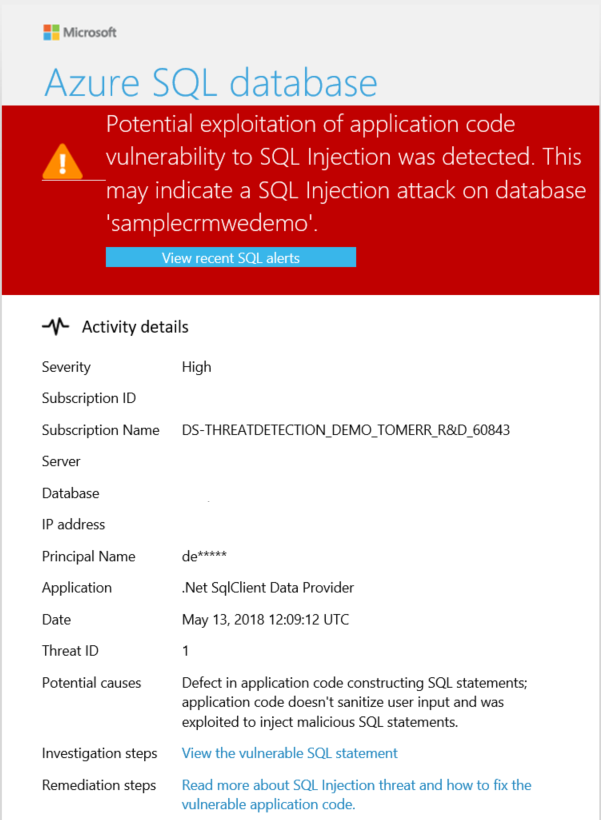 Microsoft
Azure SQL database
Potential exploitation of application code
vulnerability to SQL Injection was detected. This
may indicate a SQL Injection attack on database
'samplecrmwedemo'.
View recent SQL alerts
Activity details
Severity High
Subscription ID
Subscription Name DS-THREATDETECTION_DEMO_TOMERR_R&D_60843
Server
Database
IP address
Principal Name de*****
Application .Net SqlClient Data Provider
Date May 13, 2018 12:09:12 UTC
Threat ID 1
Potential causes Defect in application code constructing SQL statements;
application code doesn't sanitize user input and was
exploited to inject malicious SQL statements.
Investigation steps View the vulnerable SQL statement
Remediation steps Read more about SQL Injection threat and how to fix the
vulnerable application code.